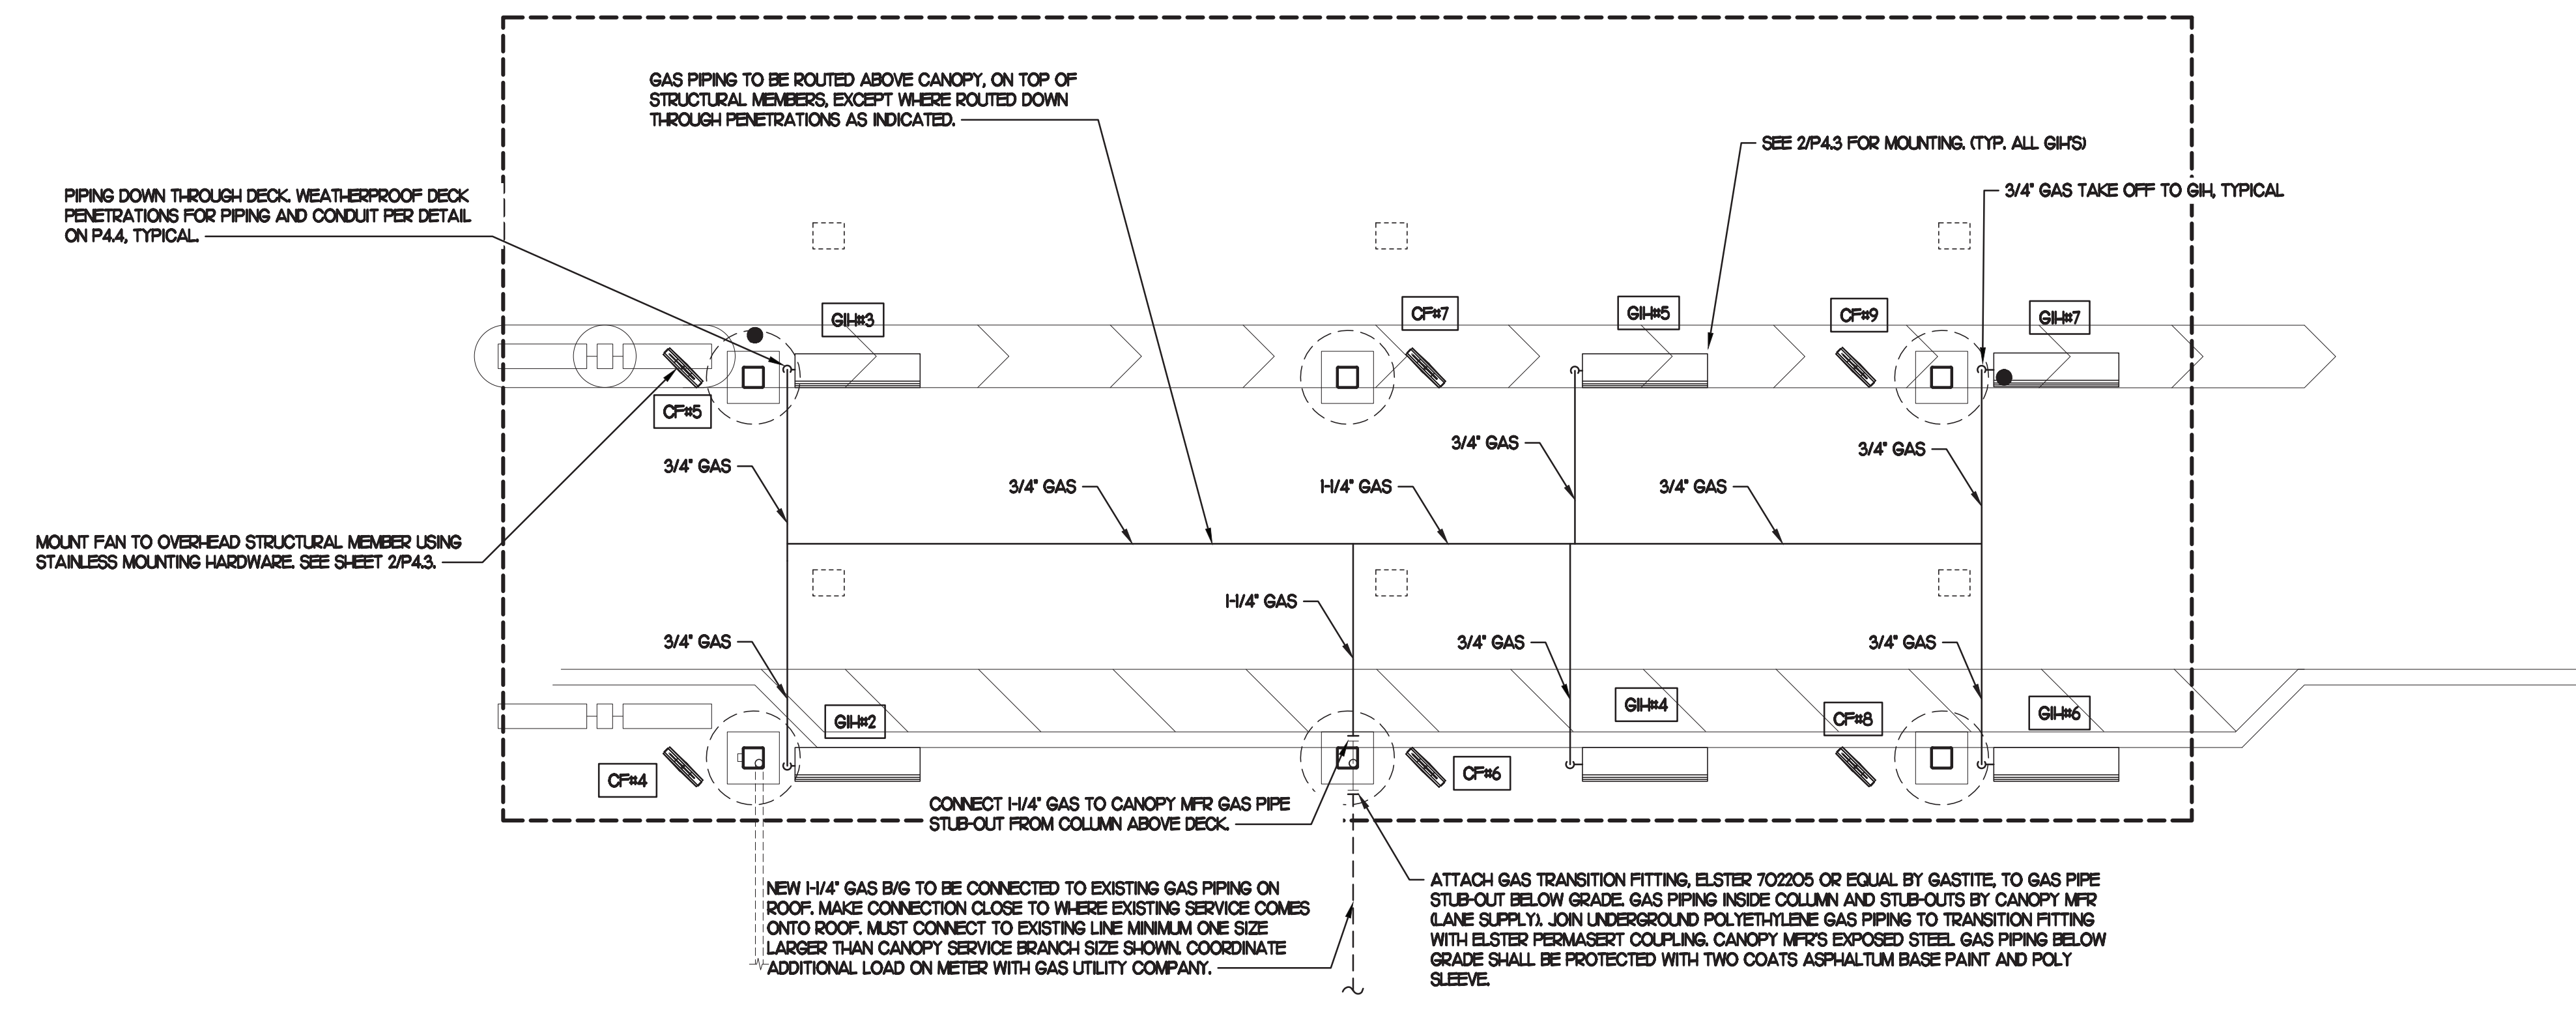 GAS PIPING TO BE ROUTED ABOVE CANOPY, ON TOP OF
STRUCTURAL MEMBERS, EXCEPT WHERE ROUTED DOWN
THROUGH PENETRATIONS AS INDICATED.
SEE 2/P4.3 FOR MOUNTING. (TYP. ALL GIH'S)
3/4" GAS TAKE OFF TO GIH, TYPICAL
PIPING DOWN THROUGH DECK. WEATHERPROOF DECK
PENETRATIONS FOR PIPING AND CONDUIT PER DETAIL
ON P4.4, TYPICAL.
GIH#3
CF#7
GIH#5
CF#9
GIH#7
CF#5
3/4" GAS
3/4" GAS
3/4" GAS
3/4" GAS
1-1/4" GAS
3/4" GAS
MOUNT FAN TO OVERHEAD STRUCTURAL MEMBER USING
STAINLESS MOUNTING HARDWARE. SEE SHEET 2/P4.3.
1-1/4" GAS
3/4" GAS
3/4" GAS
3/4" GAS
GIH#2
GIH#4
CF#8
GIH#6
CF#4
CF#6
CONNECT 1-1/4" GAS TO CANOPY MFR GAS PIPE
STUB-OUT FROM COLUMN ABOVE DECK.
NEW 1-1/4" GAS B/G TO BE CONNECTED TO EXISTING GAS PIPING ON
ROOF. MAKE CONNECTION CLOSE TO WHERE EXISTING SERVICE COMES
ONTO ROOF. MUST CONNECT TO EXISTING LINE MINIMUM ONE SIZE
LARGER THAN CANOPY SERVICE BRANCH SIZE SHOWN. COORDINATE
ADDITIONAL LOAD ON METER WITH GAS UTILITY COMPANY.
ATTACH GAS TRANSITION FITTING, ELSTER 702205 OR EQUAL BY GASTITE, TO GAS PIPE
STUB-OUT BELOW GRADE. GAS PIPING INSIDE COLUMN AND STUB-OUTS BY CANOPY MFR
(LANE SUPPLY). JOIN UNDERGROUND POLYETHYLENE GAS PIPING TO TRANSITION FITTING
WITH ELSTER PERMASERT COUPLING. CANOPY MFR'S EXPOSED STEEL GAS PIPING BELOW
GRADE SHALL BE PROTECTED WITH TWO COATS ASPHALTUM BASE PAINT AND POLY
SLEEVE.